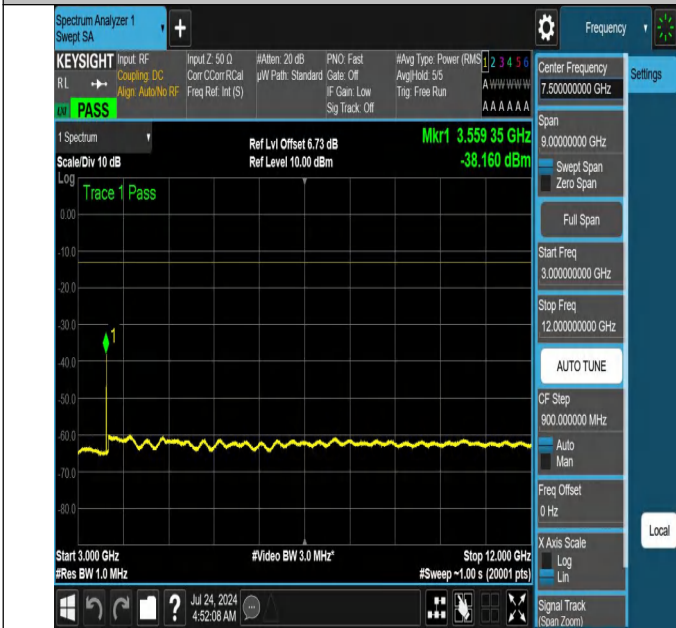 Spectrum Analyzer 1
Swept SA
+
Frequency
KEYSIGHT
Input: RF
Coupling: DC
Align: Auto/No RF
Input Z: 50 Ω
Corr CCorr RCal
Freq Ref: Int (S)
#Atten: 20 dB
µW Path: Standard
PNO: Fast
Gate: Off
IF Gain: Low
Sig Track: Off
#Avg Type: Power (RMS
Avg|Hold: 5/5
Trig: Free Run
1 2 3 4 5 6
A W W W W W
A A A A A A
RL
PASS
1 Spectrum
Scale/Div 10 dB
Ref Lvl Offset 6.73 dB
Ref Level 10.00 dBm
Mkr1 3.559 35 GHz
-38.160 dBm
Log
Trace 1 Pass
0.00
-10.0
-20.0
-30.0
1
-40.0
-50.0
-60.0
-70.0
-80.0
Start 3.000 GHz
#Res BW 1.0 MHz
#Video BW 3.0 MHz*
Stop 12.000 GHz
#Sweep ~1.00 s (20001 pts)
Center Frequency
7.500000000 GHz
Settings
Span
9.00000000 GHz
Swept Span
Zero Span
Full Span
Start Freq
3.000000000 GHz
Stop Freq
12.000000000 GHz
AUTO TUNE
CF Step
900.000000 MHz
Auto
Man
Freq Offset
0 Hz
X Axis Scale
Log
Lin
Local
Signal Track
(Span Zoom)
?
Jul 24, 2024
4:52:08 AM